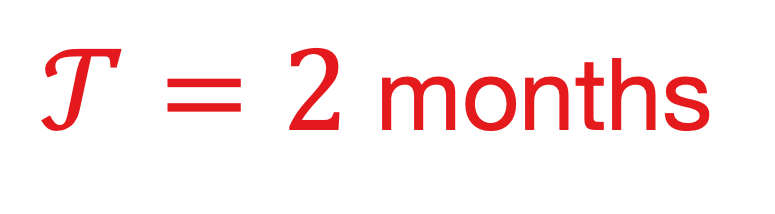 𝒯 = 2 months